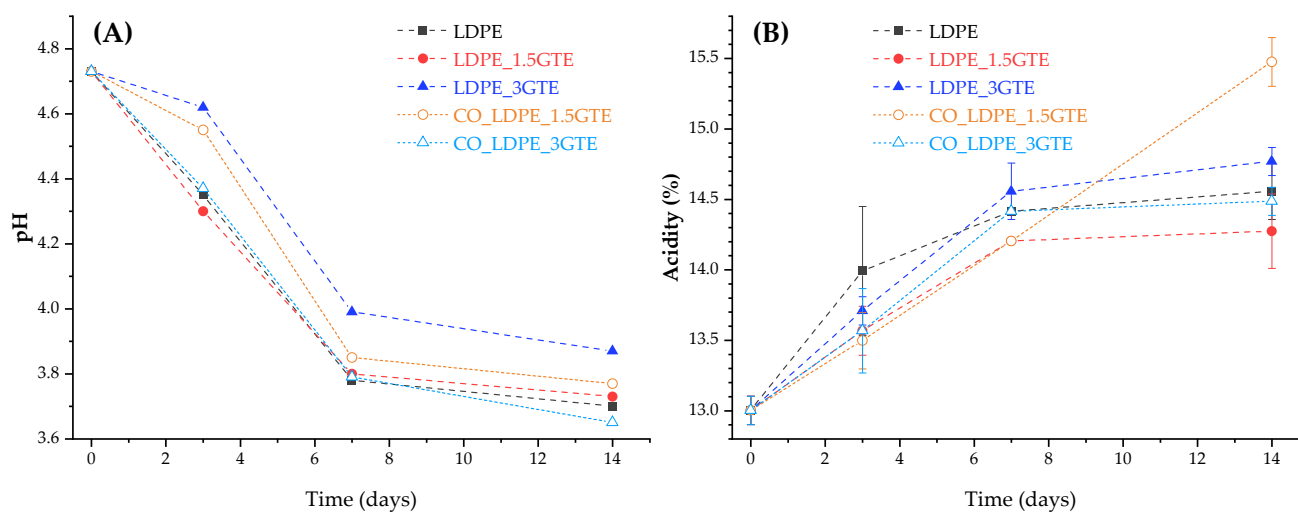 (A)
LDPE
LDPE_1.5GTE
LDPE_3GTE
CO_LDPE_1.5GTE
CO_LDPE_3GTE
4.8
4.6
4.4
4.2
4.0
3.8
3.6
pH
0 2 4 6 8 10 12 14
Time (days)
(B)
LDPE
LDPE_1.5GTE
LDPE_3GTE
CO_LDPE_1.5GTE
CO_LDPE_3GTE
15.5
15.0
14.5
14.0
13.5
13.0
Acidity (%)
0 2 4 6 8 10 12 14
Time (days)